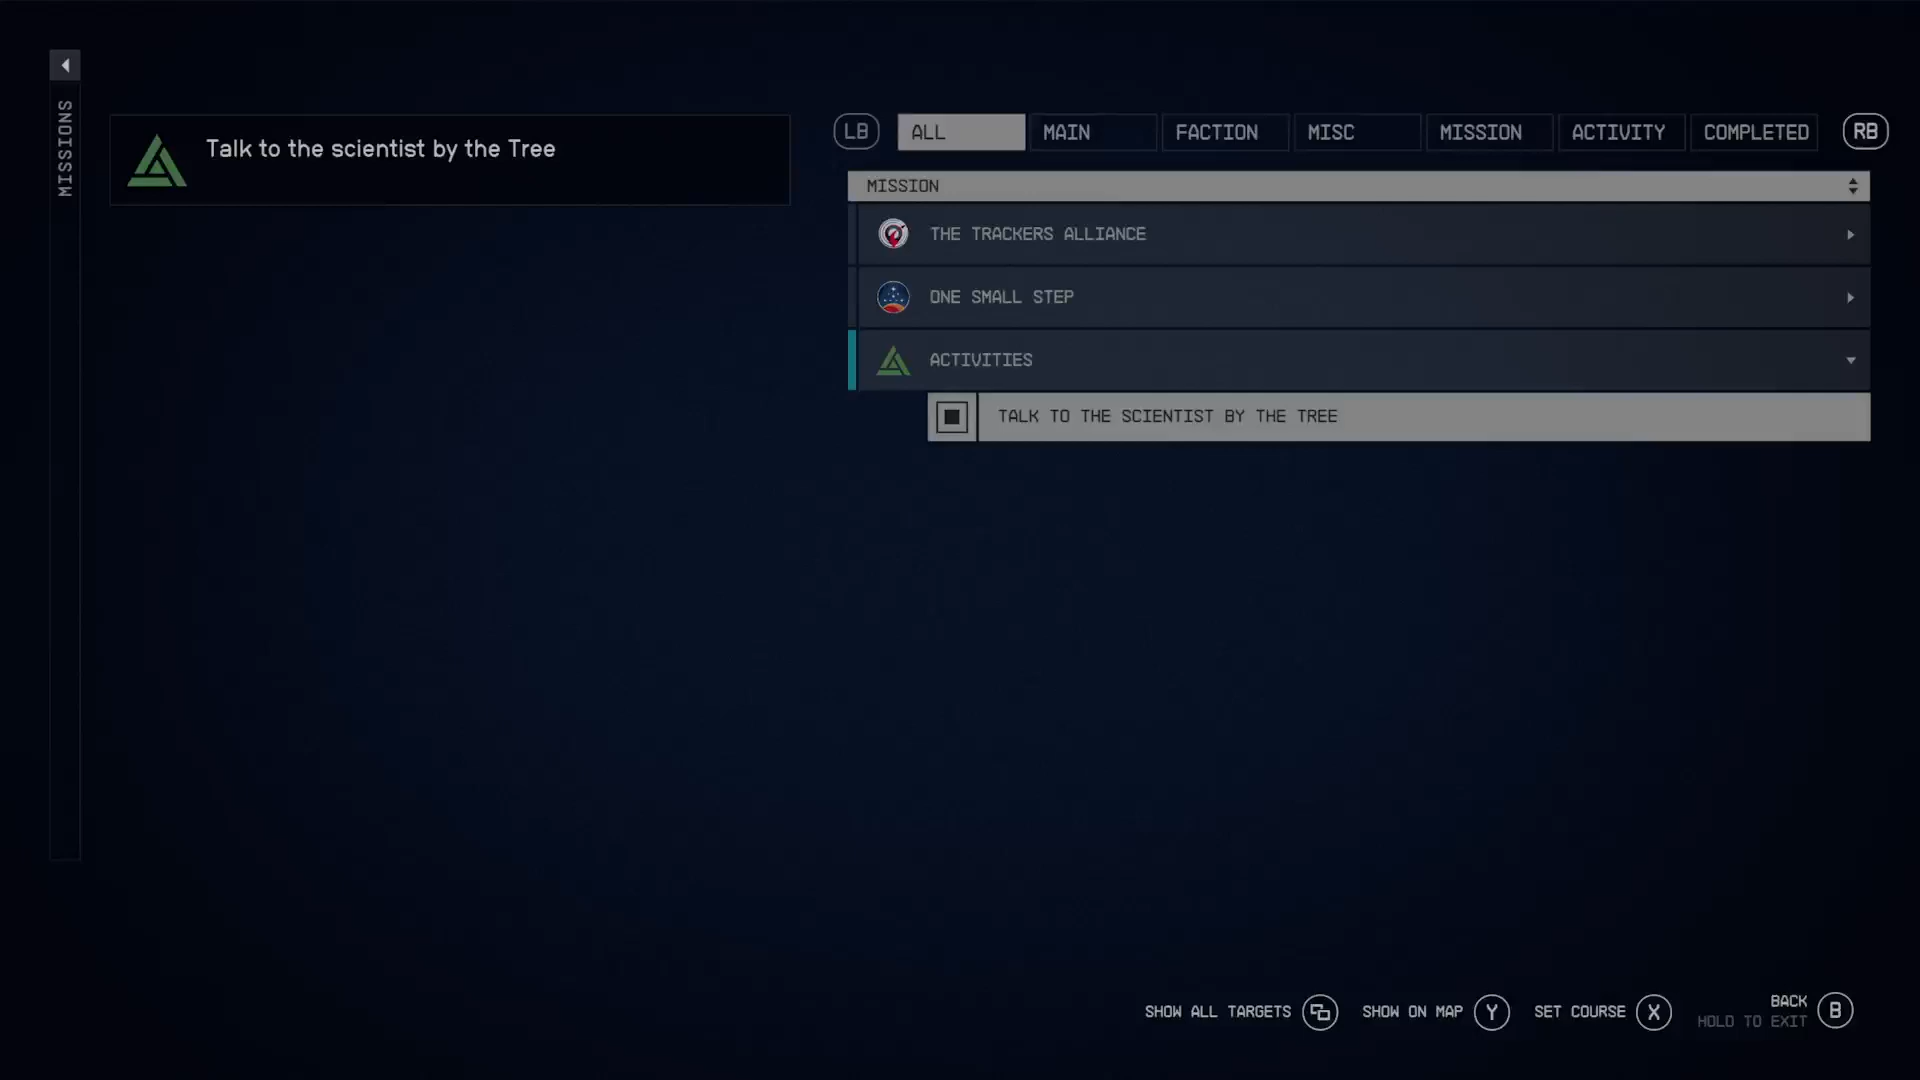 MISSIONS
Talk to the scientist by the Tree
LB ALL MAIN FACTION MISC MISSION ACTIVITY COMPLETED RB
MISSION
THE TRACKERS ALLIANCE
ONE SMALL STEP
ACTIVITIES
TALK TO THE SCIENTIST BY THE TREE
SHOW ALL TARGETS SHOW ON MAP Y SET COURSE X BACK B
HOLD TO EXIT